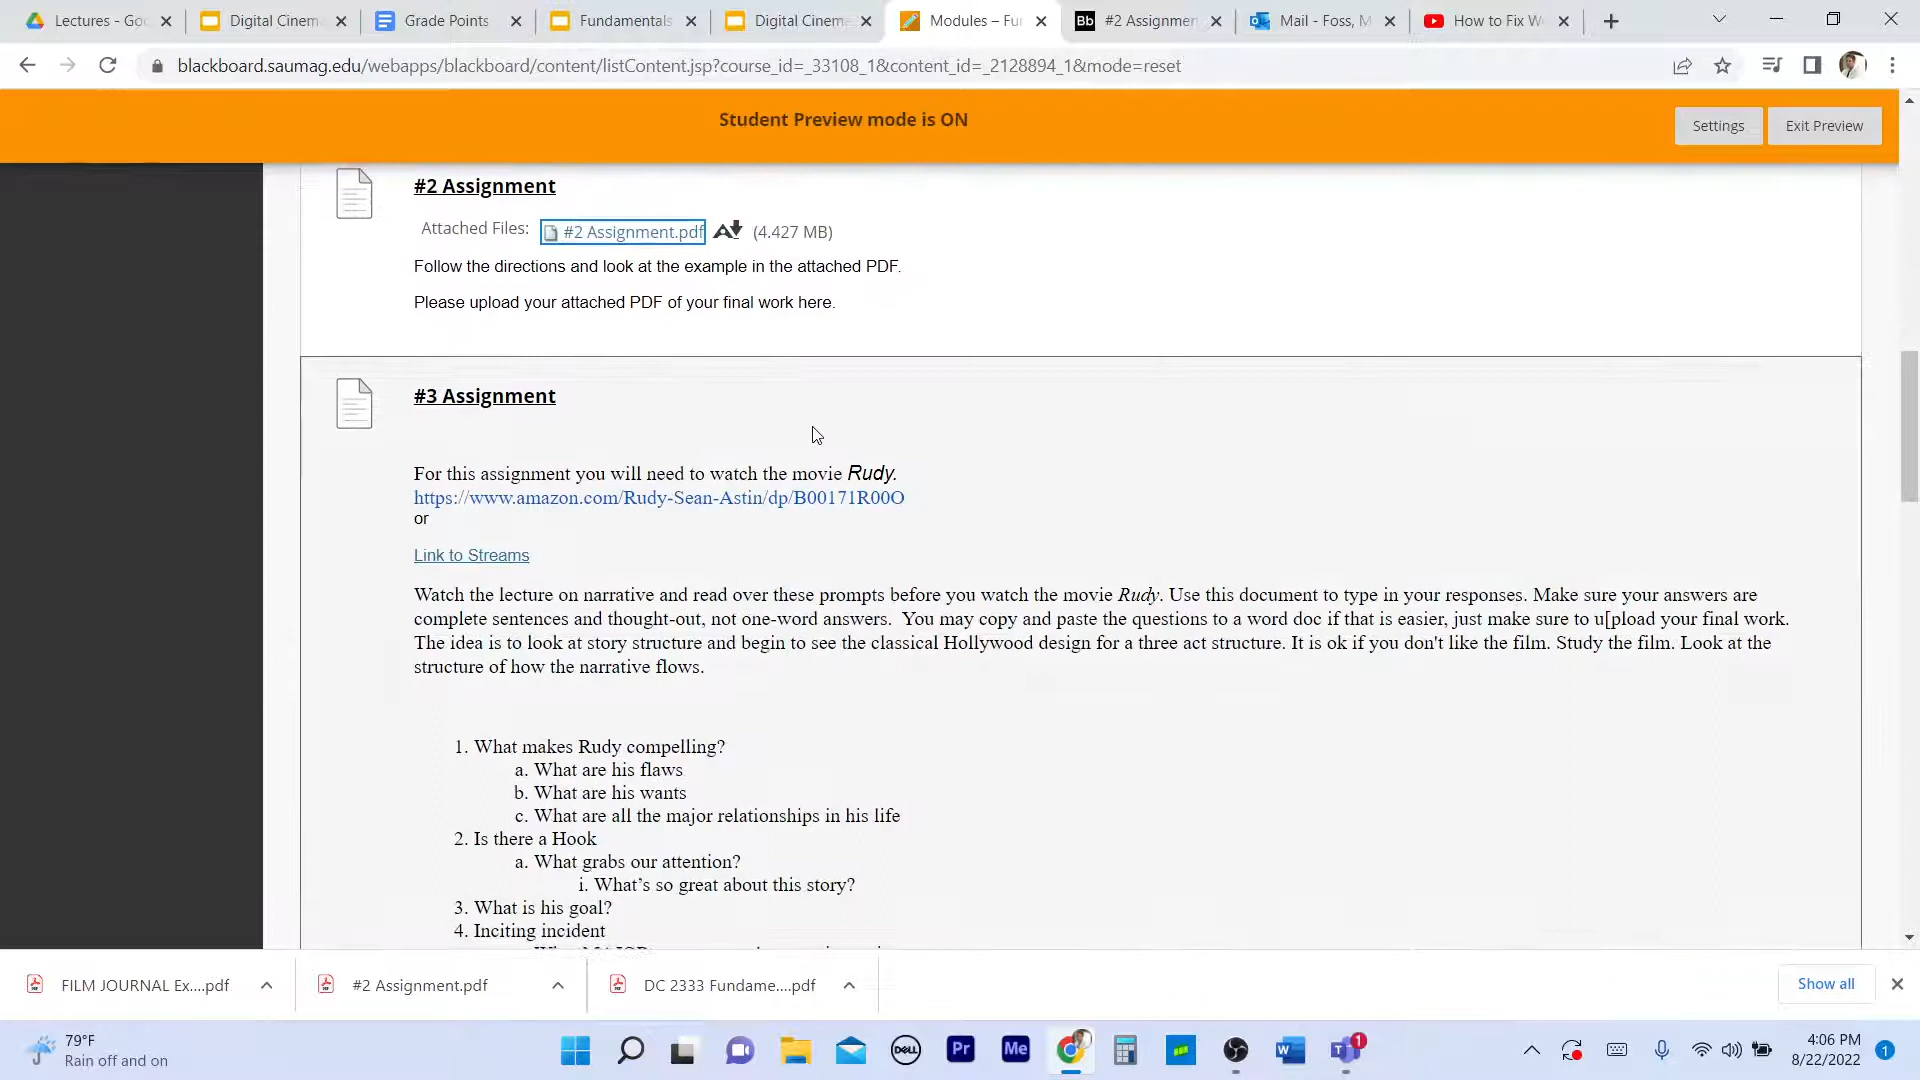 Lectures - Goo
Digital Cinema
Grade Points
Fundamentals
Digital Cinema
Modules – Fu
Bb #2 Assignmen
Mail - Foss, M
How to Fix W
blackboard.saumag.edu/webapps/blackboard/content/listContent.jsp?course_id=_33108_1&content_id=_2128894_1&mode=reset
Student Preview mode is ON
Settings
Exit Preview
#2 Assignment
Attached Files: #2 Assignment.pdf (4.427 MB)
Follow the directions and look at the example in the attached PDF.
Please upload your attached PDF of your final work here.
#3 Assignment
For this assignment you will need to watch the movie Rudy.
https://www.amazon.com/Rudy-Sean-Astin/dp/B00171R00O
or
Link to Streams
Watch the lecture on narrative and read over these prompts before you watch the movie Rudy. Use this document to type in your responses. Make sure your answers are
complete sentences and thought-out, not one-word answers.  You may copy and paste the questions to a word doc if that is easier, just make sure to u[pload your final work.
The idea is to look at story structure and begin to see the classical Hollywood design for a three act structure. It is ok if you don't like the film. Study the film. Look at the
structure of how the narrative flows.
1. What makes Rudy compelling?
a. What are his flaws
b. What are his wants
c. What are all the major relationships in his life
2. Is there a Hook
a. What grabs our attention?
i. What’s so great about this story?
3. What is his goal?
4. Inciting incident
FILM JOURNAL Ex....pdf
#2 Assignment.pdf
DC 2333 Fundame....pdf
Show all
79°F
Rain off and on
DELL
Pr
Me
1
4:06 PM
8/22/2022
1